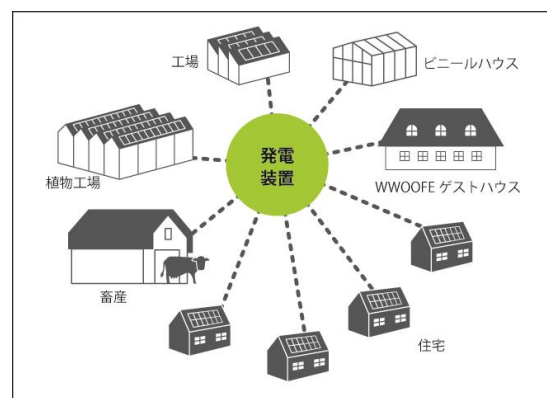 工場
ビニールハウス
発電
装置
植物工場
WWOOFE ゲストハウス
畜産
住宅